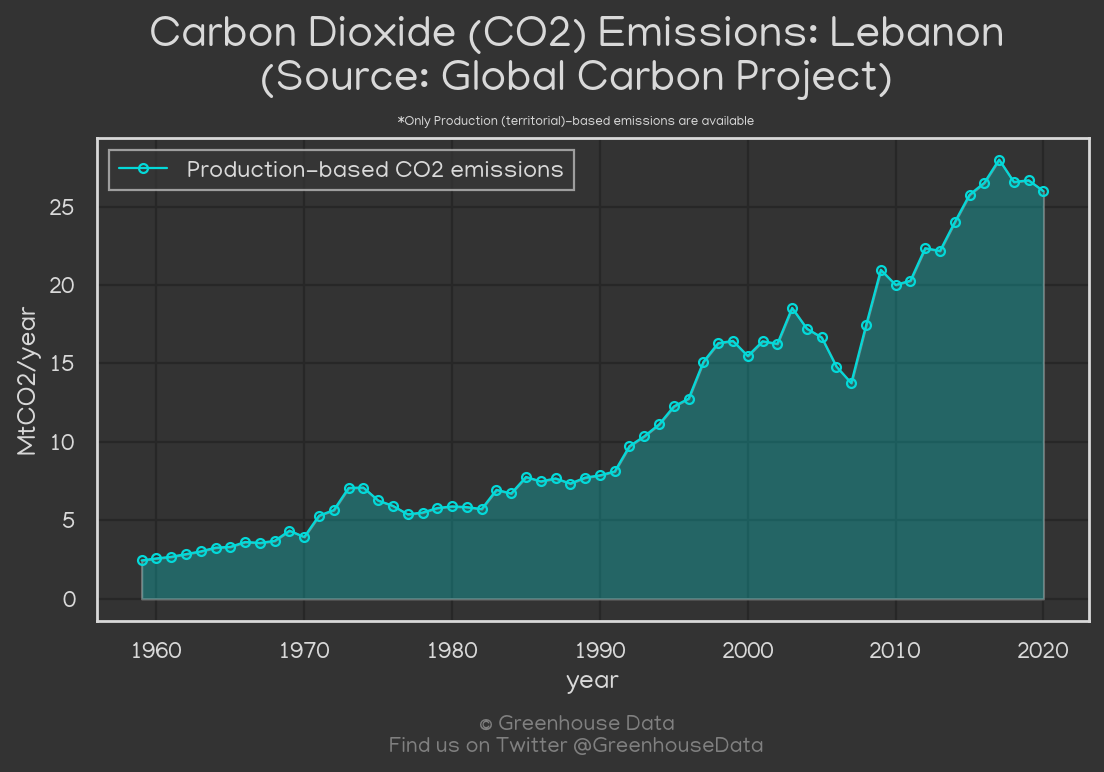 Carbon Dioxide (CO2) Emissions: Lebanon
(Source: Global Carbon Project)
*Only Production (territorial)-based emissions are available
Production-based CO2 emissions
25
20
15
10
5
0
MtCO2/year
1960 1970 1980 1990 2000 2010 2020
year
© Greenhouse Data
Find us on Twitter @GreenhouseData